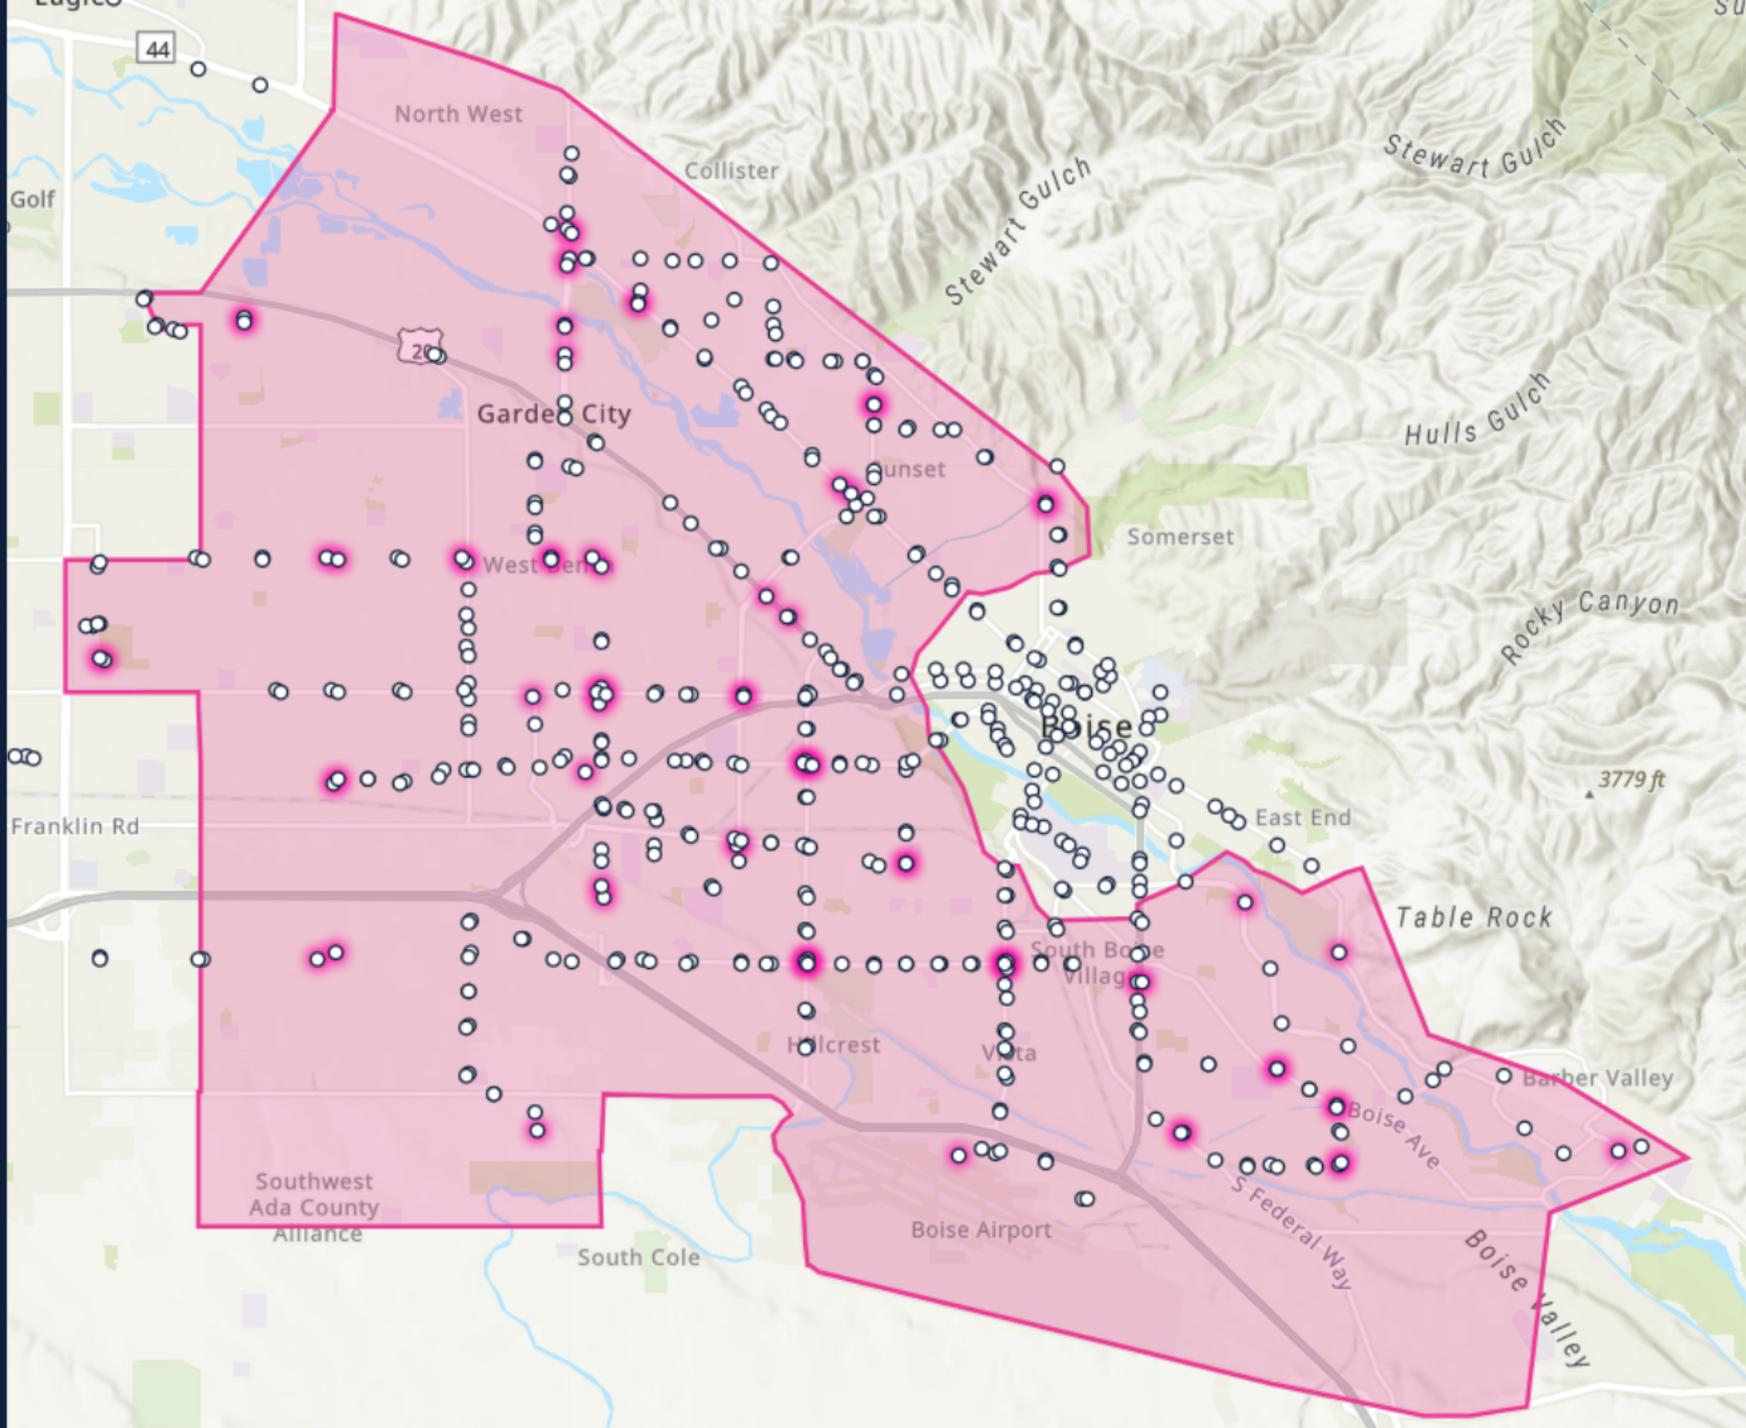 Eagle
44
North West
Collister
Stewart Gulch
Golf
Stewart Gulch
20
Garden City
Hulls Gulch
Sunset
Somerset
West Bench
Rocky Canyon
Boise
3779 ft
East End
Franklin Rd
Table Rock
South Boise
Village
Hillcrest
Vista
Barber Valley
Boise Ave
Southwest
Ada County
Alliance
S Federal Way
Boise Airport
South Cole
Boise Valley